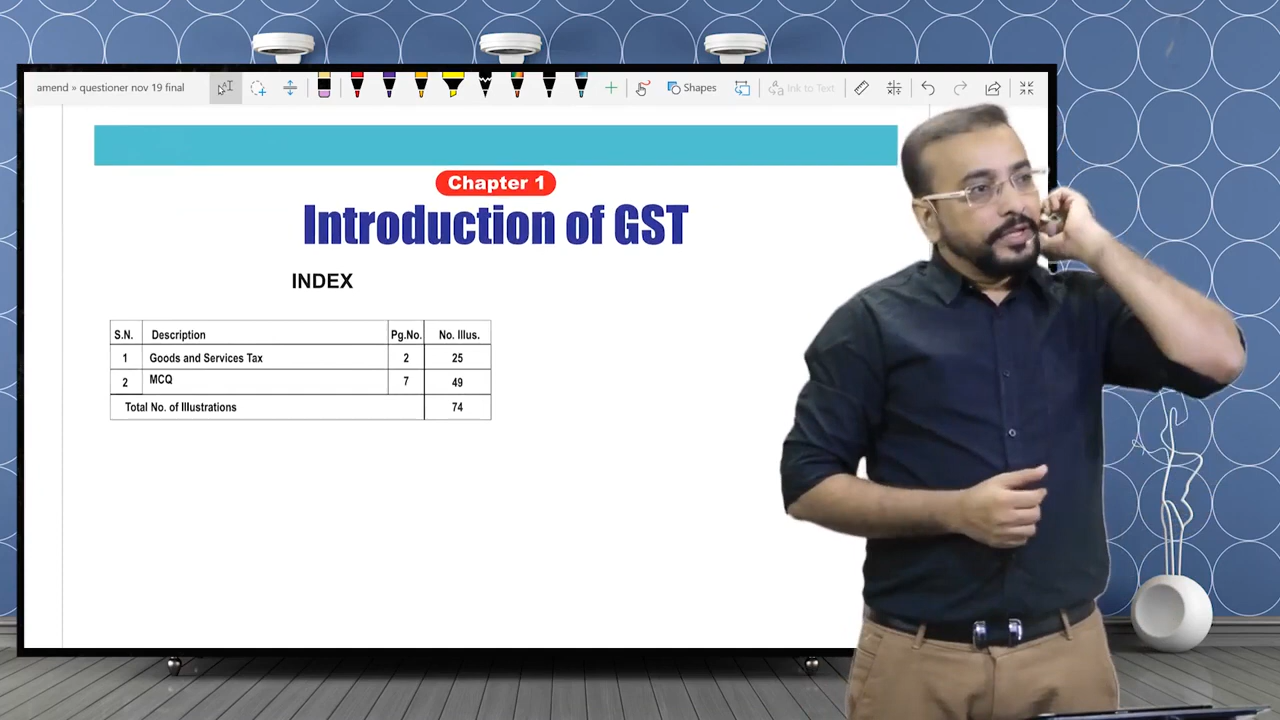 amend » questioner nov 19 final
Shapes
Ink to Text
Chapter 1
Introduction of GST
INDEX
S.N. Description Pg.No. No. Illus.
1 Goods and Services Tax 2 25
2 MCQ 7 49
Total No. of Illustrations 74